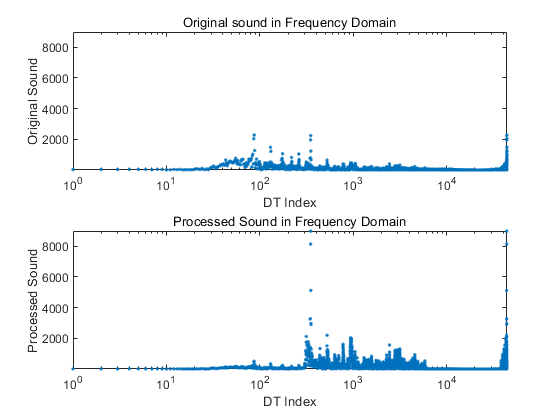 Original sound in Frequency Domain
Original Sound
8000
6000
4000
2000
10^0 10^1 10^2 10^3 10^4
DT Index
Processed Sound in Frequency Domain
Processed Sound
8000
6000
4000
2000
10^0 10^1 10^2 10^3 10^4
DT Index